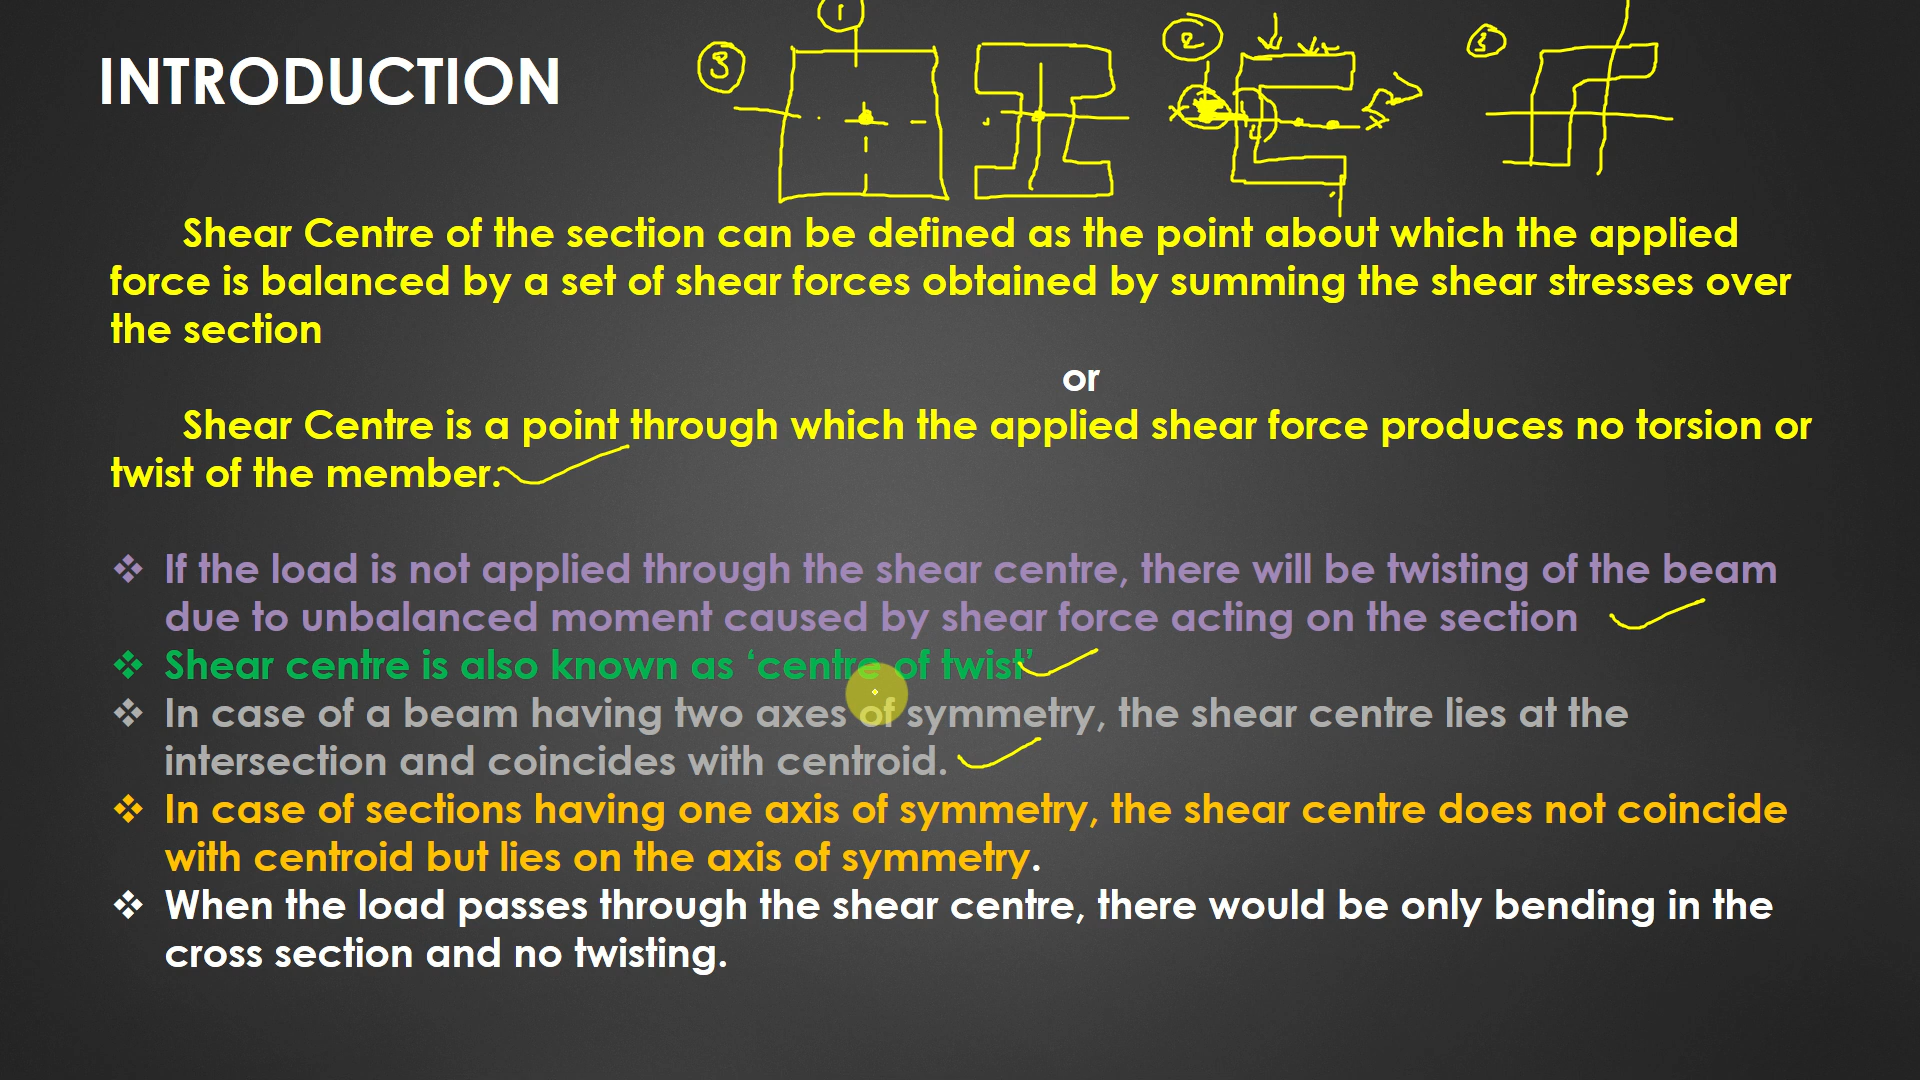 1
3
2
3
INTRODUCTION
x
x
Shear Centre of the section can be defined as the point about which the applied
force is balanced by a set of shear forces obtained by summing the shear stresses over
the section
or
Shear Centre is a point through which the applied shear force produces no torsion or
twist of the member.
❖ If the load is not applied through the shear centre, there will be twisting of the beam
due to unbalanced moment caused by shear force acting on the section
❖ Shear centre is also known as ‘centre of twist’
❖ In case of a beam having two axes of symmetry, the shear centre lies at the
intersection and coincides with centroid.
❖ In case of sections having one axis of symmetry, the shear centre does not coincide
with centroid but lies on the axis of symmetry.
❖ When the load passes through the shear centre, there would be only bending in the
cross section and no twisting.